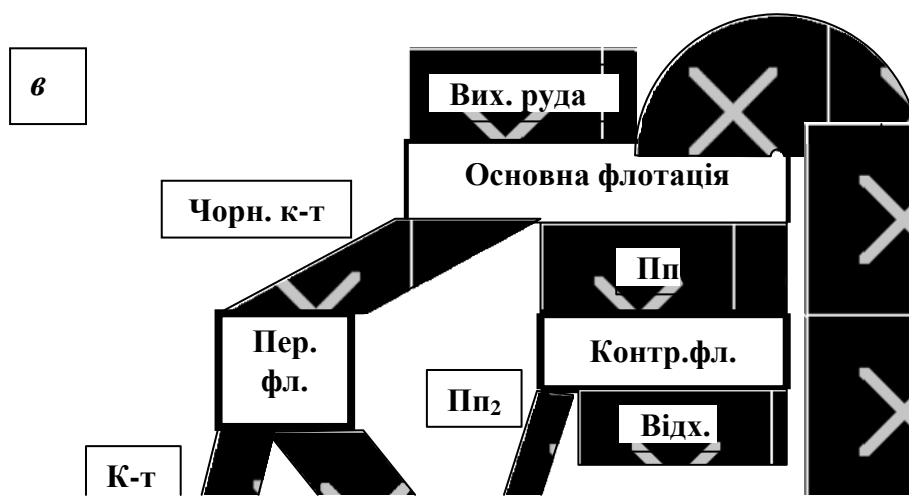 в
Вих. руда
Основна флотація
Чорн. к-т
Пп
Пер.
фл.
Контр.фл.
Пп₂
Відх.
К-т